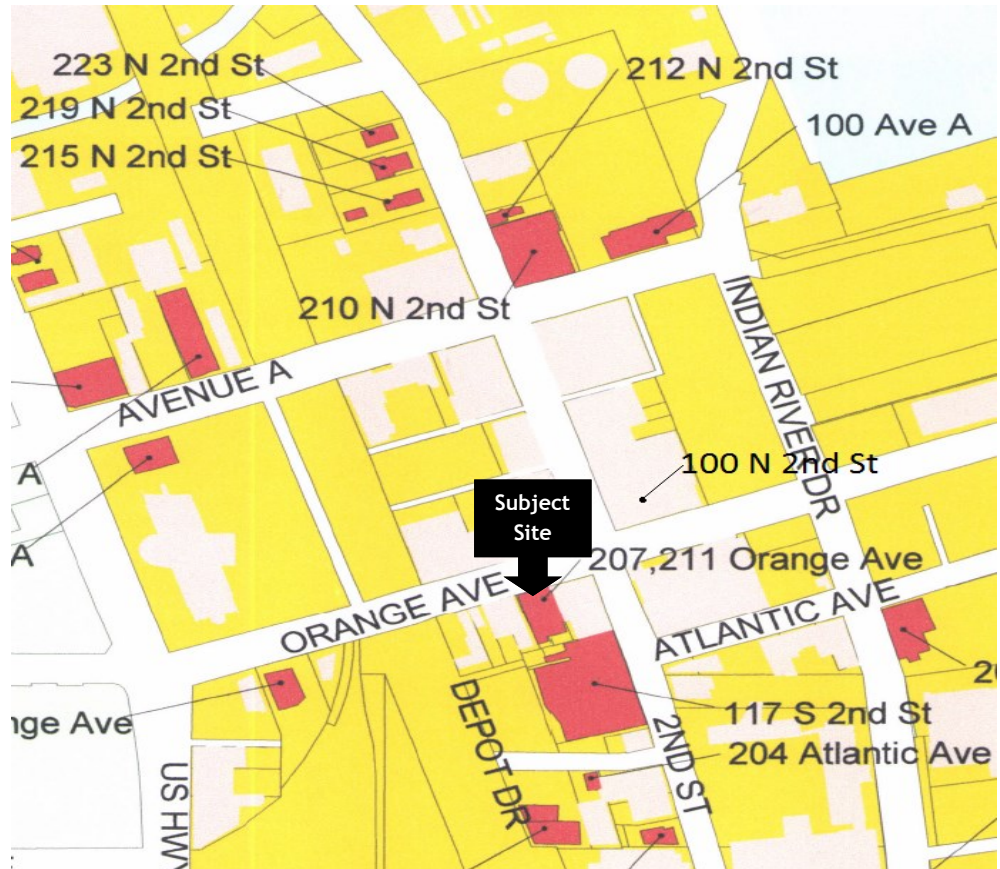 223 N 2nd St
212 N 2nd St
219 N 2nd St
100 Ave A
215 N 2nd St
210 N 2nd St
INDIAN RIVER DR
AVENUE A
A
100 N 2nd St
Subject
Site
A
207,211 Orange Ave
ORANGE AVE
ATLANTIC AVE
20
nge Ave
DEPOT DR
117 S 2nd St
2ND ST
204 Atlantic Ave
US HWY